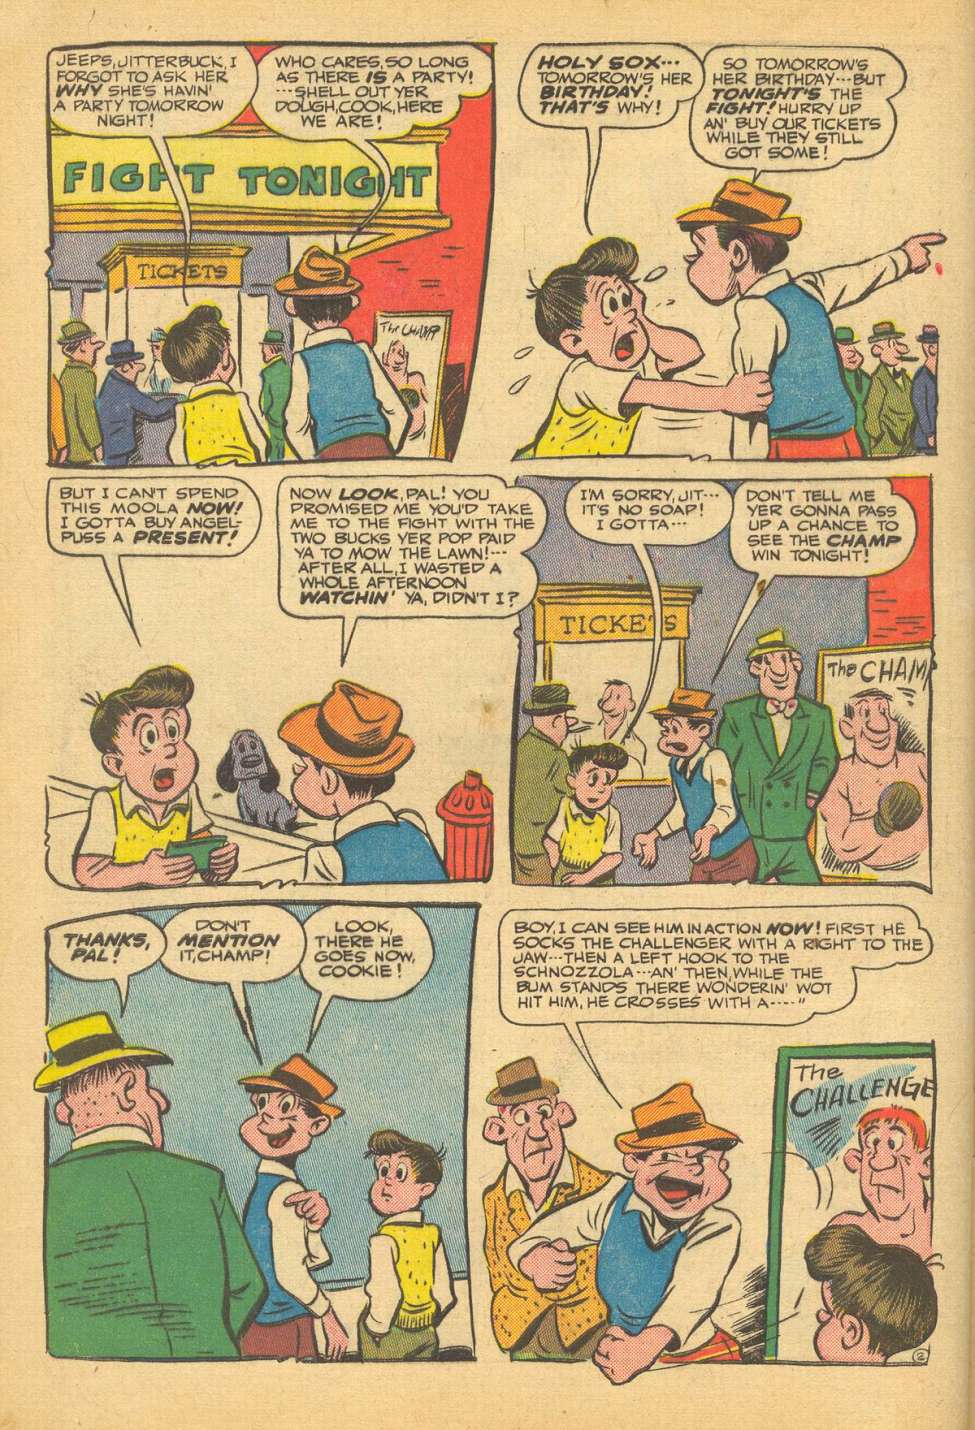 JEEPS, JITTERBUCK, I
FORGOT TO ASK HER
WHY SHE'S HAVIN'
A PARTY TOMORROW
NIGHT!
WHO CARES, SO LONG
AS THERE IS A PARTY!
---SHELL OUT YER
DOUGH, COOK, HERE
WE ARE!
FIGHT TONIGHT
TICKETS
The CHAMP
HOLY SOX---
TOMORROW'S HER
BIRTHDAY!
THAT'S WHY!
SO TOMORROW'S
HER BIRTHDAY---BUT
TONIGHT'S THE
FIGHT! HURRY UP
AN' BUY OUR TICKETS
WHILE THEY STILL
GOT SOME!
BUT I CAN'T SPEND
THIS MOOLA NOW!
I GOTTA BUY ANGEL-
PUSS A PRESENT!
NOW LOOK, PAL! YOU
PROMISED ME YOU'D TAKE
ME TO THE FIGHT WITH THE
TWO BUCKS YER POP PAID
YA TO MOW THE LAWN!---
AFTER ALL, I WASTED A
WHOLE AFTERNOON
WATCHIN' YA, DIDN'T I?
I'M SORRY, JIT---
IT'S NO SOAP!
I GOTTA---
DON'T TELL ME
YER GONNA PASS
UP A CHANCE TO
SEE THE CHAMP
WIN TONIGHT!
TICKETS
The CHAMP
THANKS,
PAL!
DON'T
MENTION
IT, CHAMP!
LOOK,
THERE HE
GOES NOW,
COOKIE!
BOY, I CAN SEE HIM IN ACTION NOW! FIRST HE
SOCKS THE CHALLENGER WITH A RIGHT TO THE
JAW---THEN A LEFT HOOK TO THE
SCHNOZZOLA---AN' THEN, WHILE THE
BUM STANDS THERE WONDERIN' WOT
HIT HIM, HE CROSSES WITH A----"
The
CHALLENGE
2